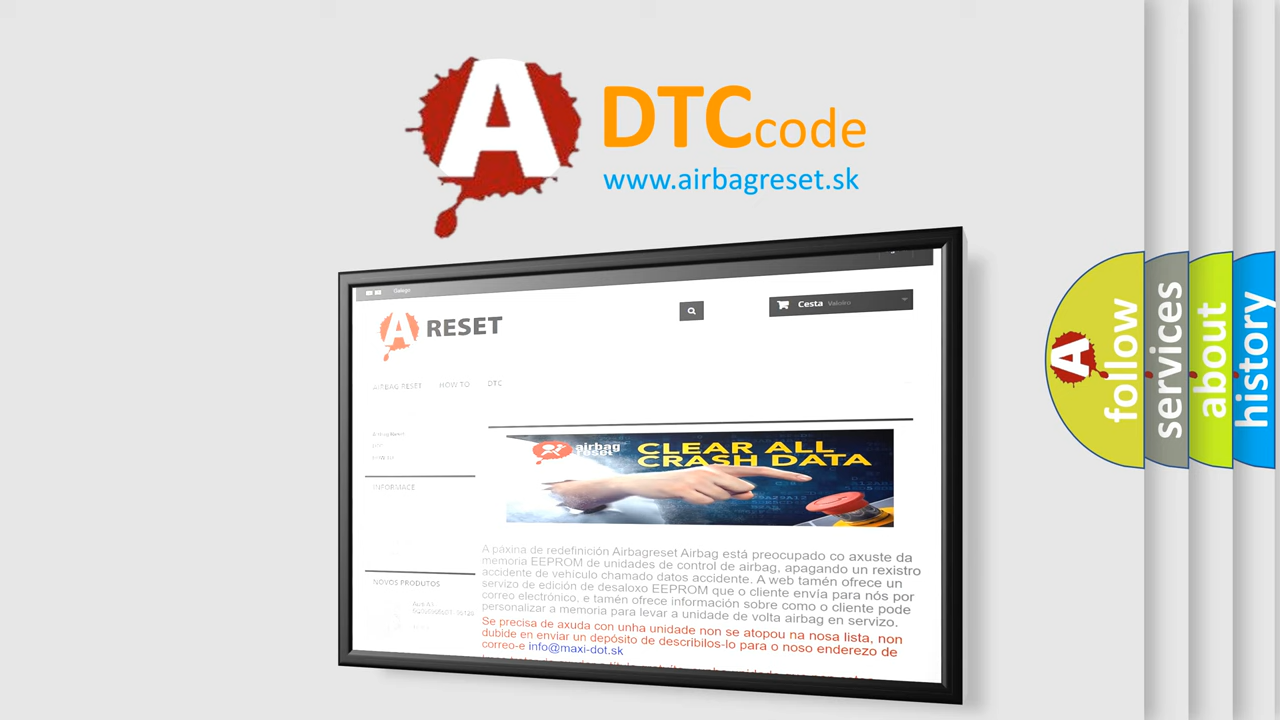 A
DTC code
www.airbagreset.sk
Galego
A RESET
Cesta Valeiro
AIRBAG RESET HOW TO DTC
INFORMACE
NOVOS PRODUTOS
airbag
reset
CLEAR ALL
CRASH DATA
A páxina de redefinición Airbagreset Airbag está preocupado co axuste da
memoria EEPROM de unidades de control de airbag, apagando un rexistro
accidente de vehículo chamado datos accidente. A web tamén ofrece un
servizo de edición de desaloxo EEPROM que o cliente envía para nós por
correo electrónico, e tamén ofrece información sobre como o cliente pode
personalizar a memoria para levar a unidade de volta airbag en servizo.
Se precisa de axuda con unha unidade non se atopou na nosa lista, non
dubide en enviar un depósito de describilos-lo para o noso enderezo de
correo-e info@maxi-dot.sk
A
follow
services
about
history